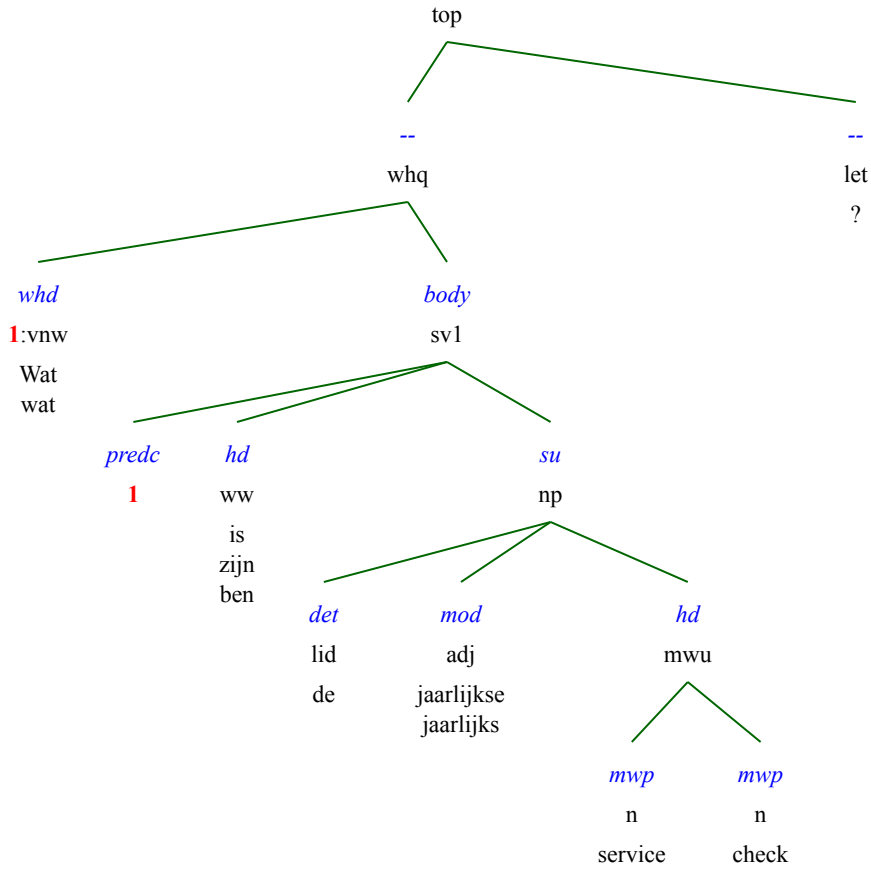 top
-- --
whq let
?
whd body
1:vnw sv1
Wat
wat
predc hd su
1 ww np
is
zijn
ben
det mod hd
lid adj mwu
de jaarlijkse
jaarlijks
mwp mwp
n n
service check